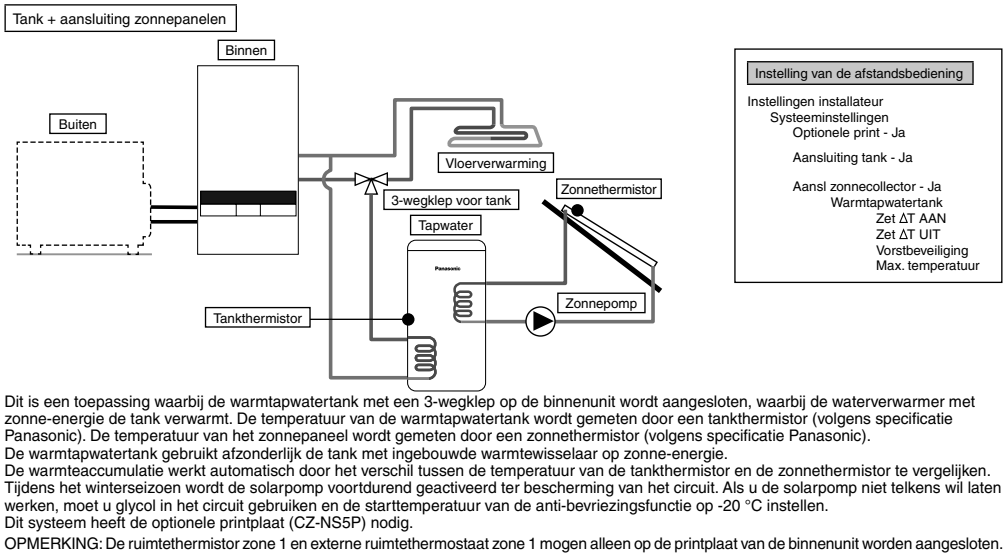 Tank + aansluiting zonnepanelen
Binnen
Buiten
Vloerverwarming
3-wegklep voor tank
Zonnethermistor
Tapwater
Panasonic
Zonnepomp
Tankthermistor
Instelling van de afstandsbediening
Instellingen installateur
Systeeminstellingen
Optionele print - Ja
Aansluiting tank - Ja
Aansl zonnecollector - Ja
Warmtapwatertank
Zet ΔT AAN
Zet ΔT UIT
Vorstbeveiliging
Max. temperatuur
Dit is een toepassing waarbij de warmtapwatertank met een 3-wegklep op de binnenunit wordt aangesloten, waarbij de waterverwarmer met
zonne-energie de tank verwarmt. De temperatuur van de warmtapwatertank wordt gemeten door een tankthermistor (volgens specificatie
Panasonic). De temperatuur van het zonnepaneel wordt gemeten door een zonnethermistor (volgens specificatie Panasonic).
De warmtapwatertank gebruikt afzonderlijk de tank met ingebouwde warmtewisselaar op zonne-energie.
De warmteaccumulatie werkt automatisch door het verschil tussen de temperatuur van de tankthermistor en de zonnethermistor te vergelijken.
Tijdens het winterseizoen wordt de solarpomp voortdurend geactiveerd ter bescherming van het circuit. Als u de solarpomp niet telkens wil laten
werken, moet u glycol in het circuit gebruiken en de starttemperatuur van de anti-bevriezingsfunctie op -20 °C instellen.
Dit systeem heeft de optionele printplaat (CZ-NS5P) nodig.
OPMERKING: De ruimtethermistor zone 1 en externe ruimtethermostaat zone 1 mogen alleen op de printplaat van de binnenunit worden aangesloten.